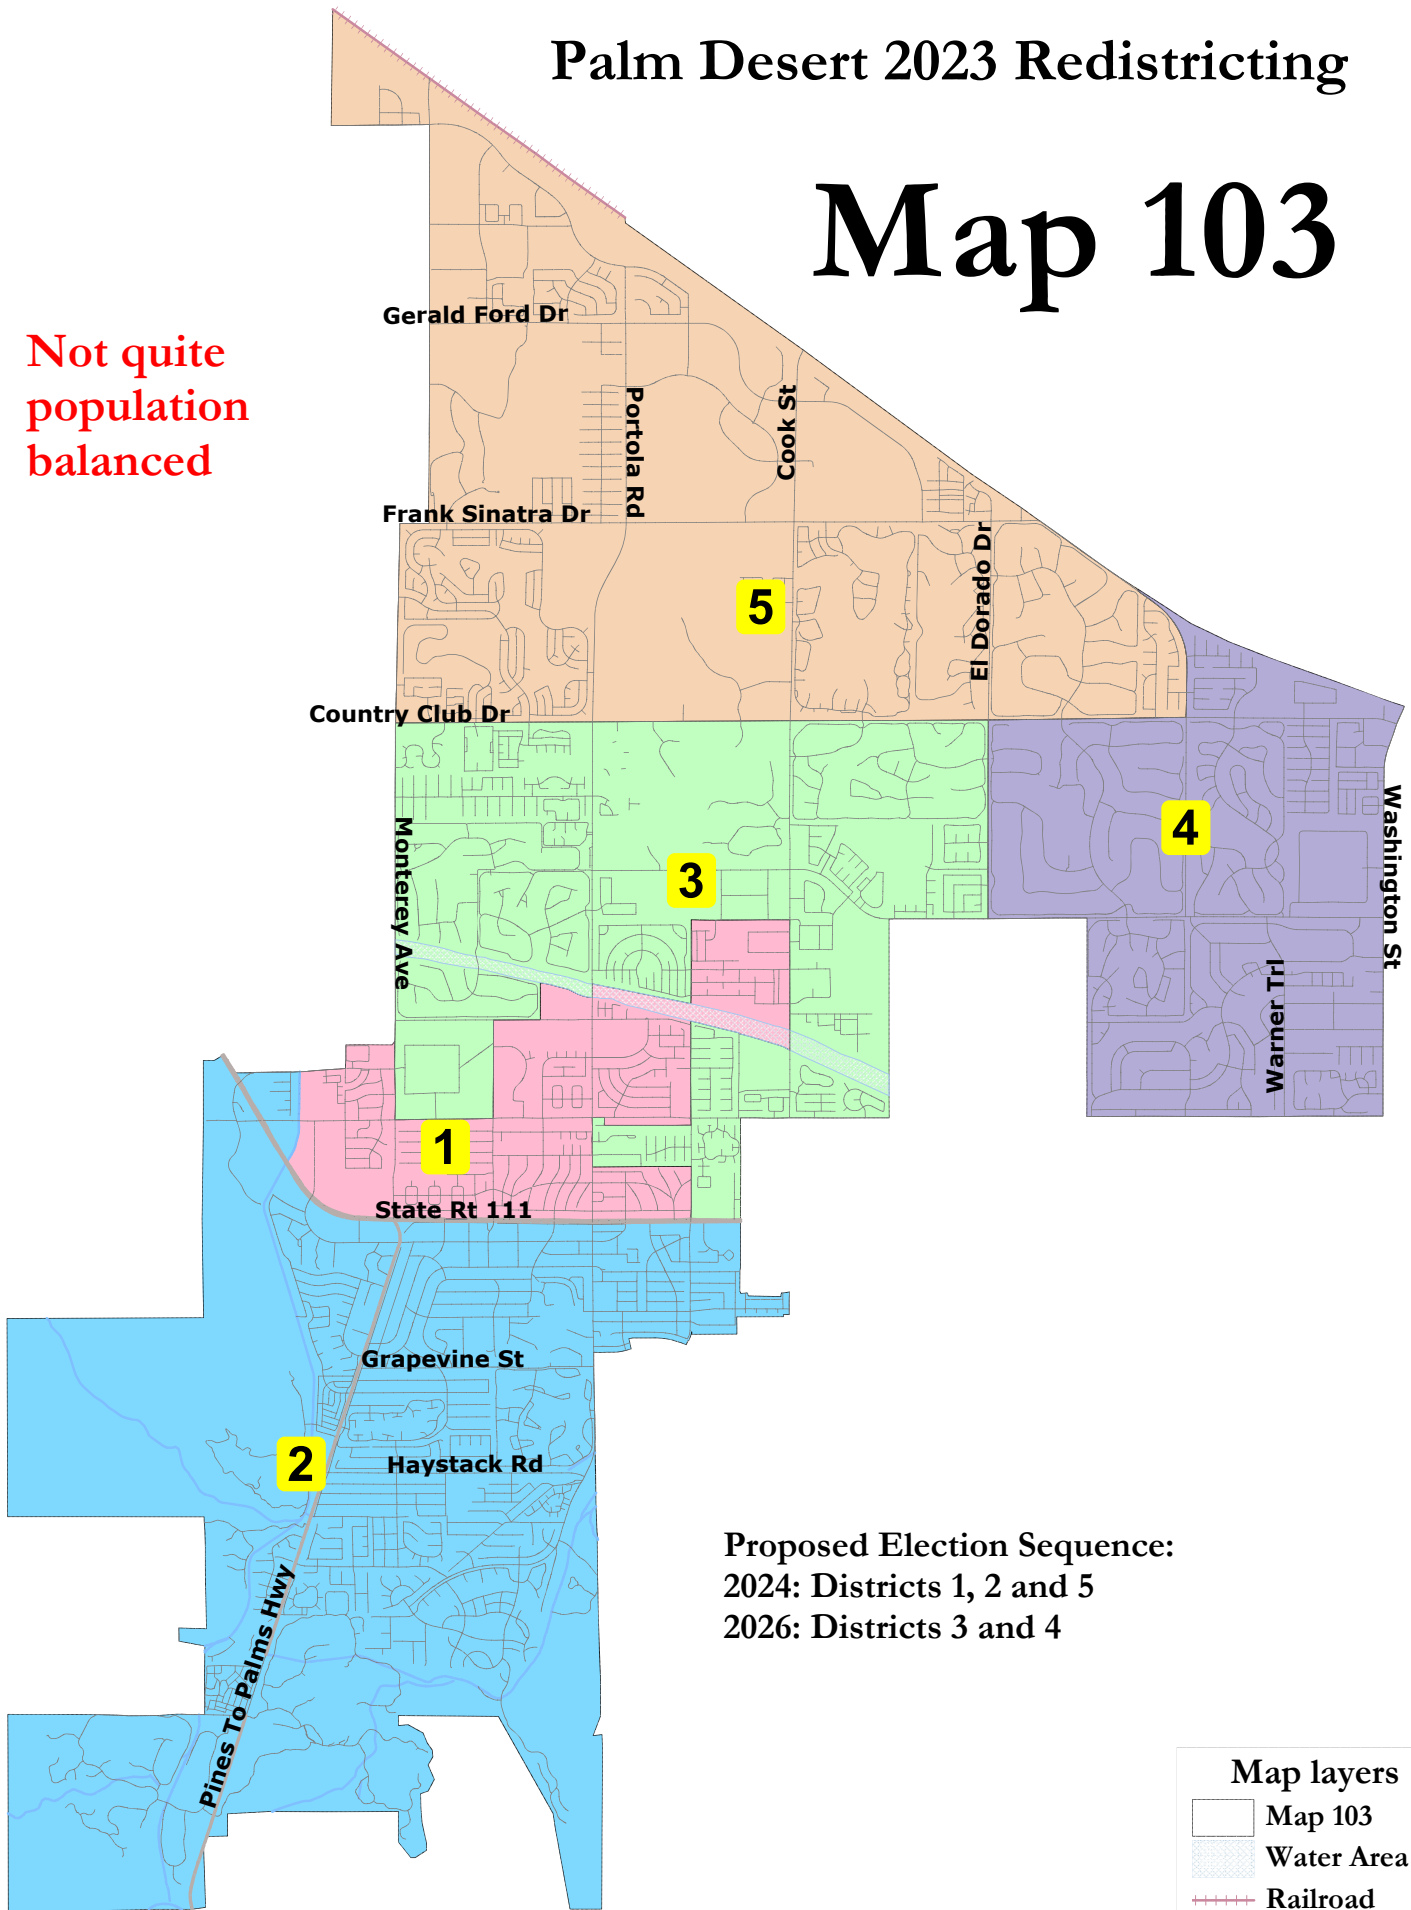 Palm Desert 2023 Redistricting
Map 103
Not quite
population
balanced
Gerald Ford Dr
Portola Rd
Cook St
Frank Sinatra Dr
El Dorado Dr
5
Country Club Dr
Monterey Ave
3
4
Washington St
Warner Trl
1
State Rt 111
Grapevine St
2
Haystack Rd
Pines To Palms Hwy
Proposed Election Sequence:
2024: Districts 1, 2 and 5
2026: Districts 3 and 4
Map layers
Map 103
Water Area
Railroad